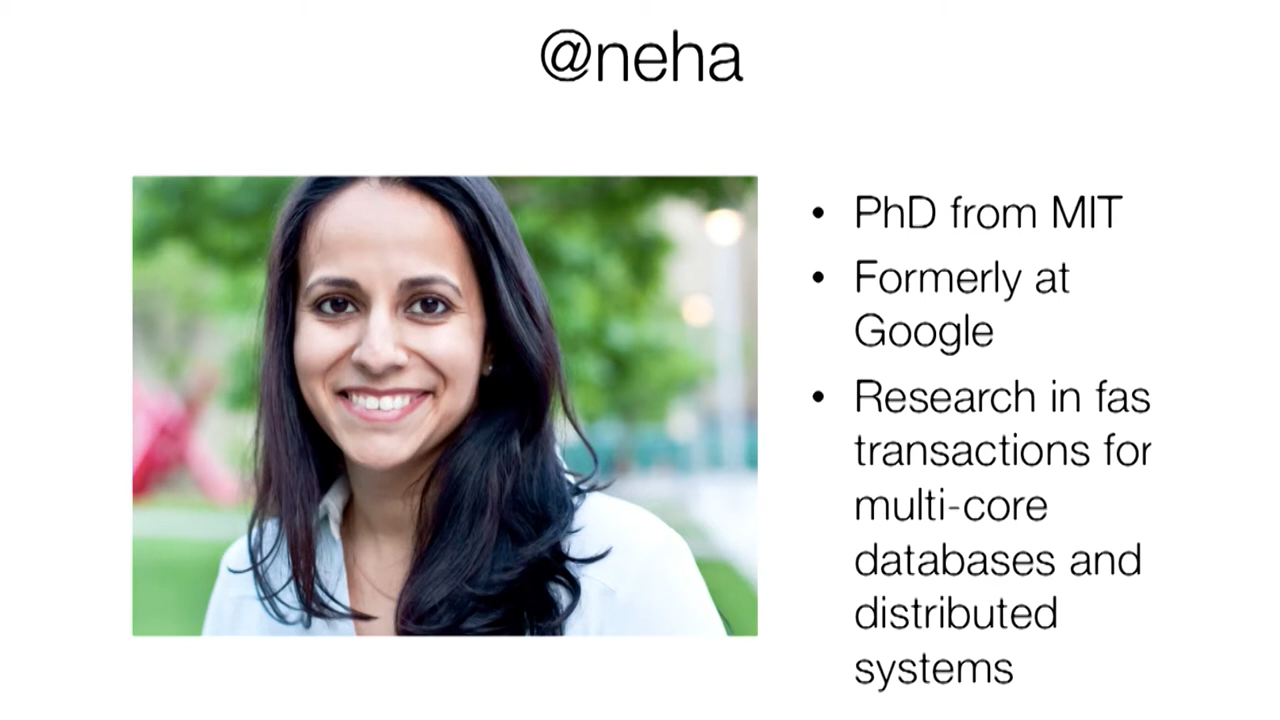 @neha
• PhD from MIT
• Formerly at
Google
• Research in fas
transactions for
multi-core
databases and
distributed
systems